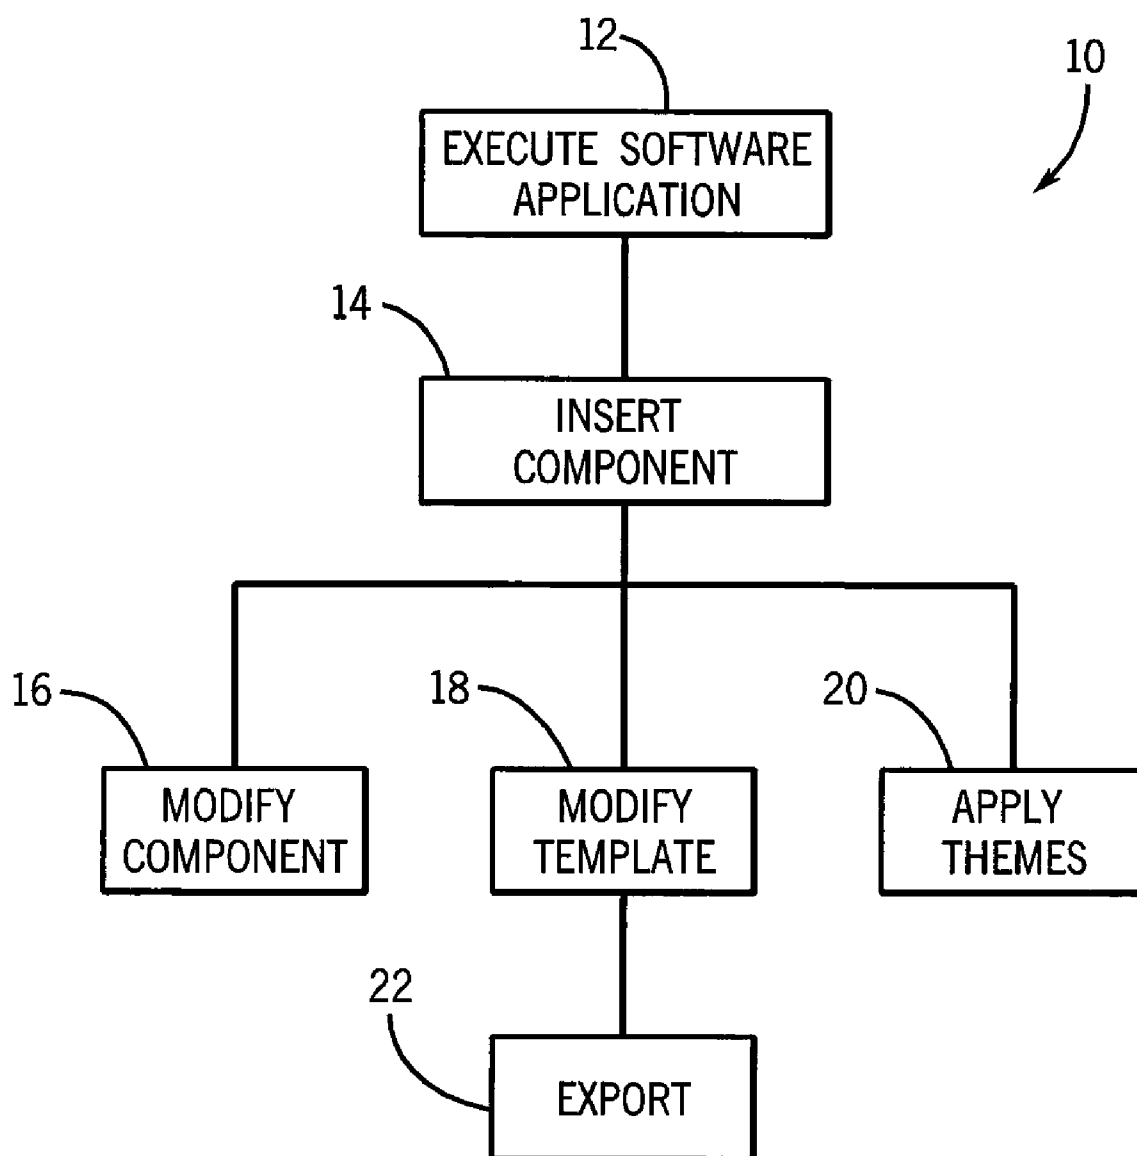 12
10
EXECUTE SOFTWARE
APPLICATION
14
INSERT
COMPONENT
16
18
20
MODIFY
COMPONENT
MODIFY
TEMPLATE
APPLY
THEMES
22
EXPORT